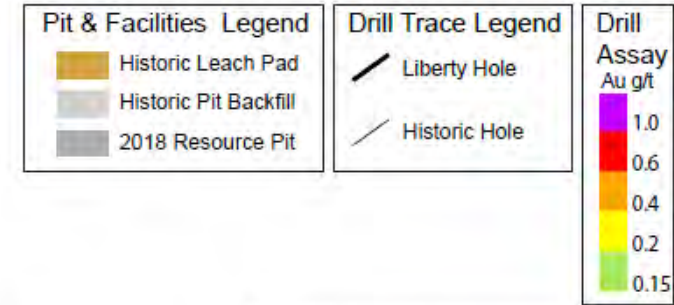 Pit & Facilities Legend
Historic Leach Pad
Historic Pit Backfill
2018 Resource Pit
Drill Trace Legend
Liberty Hole
Historic Hole
Drill
Assay
Au g/t
1.0
0.6
0.4
0.2
0.15